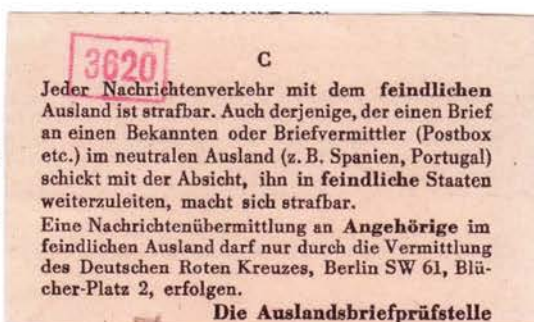 3620
C
Jeder Nachrichtenverkehr mit dem feindlichen
Ausland ist strafbar. Auch derjenige, der einen Brief
an einen Bekannten oder Briefvermittler (Postbox
etc.) im neutralen Ausland (z. B. Spanien, Portugal)
schickt mit der Absicht, ihn in feindliche Staaten
weiterzuleiten, macht sich strafbar.
Eine Nachrichtenübermittlung an Angehörige im
feindlichen Ausland darf nur durch die Vermittlung
des Deutschen Roten Kreuzes, Berlin SW 61, Blü-
cher-Platz 2, erfolgen.
Die Auslandsbriefprüfstelle